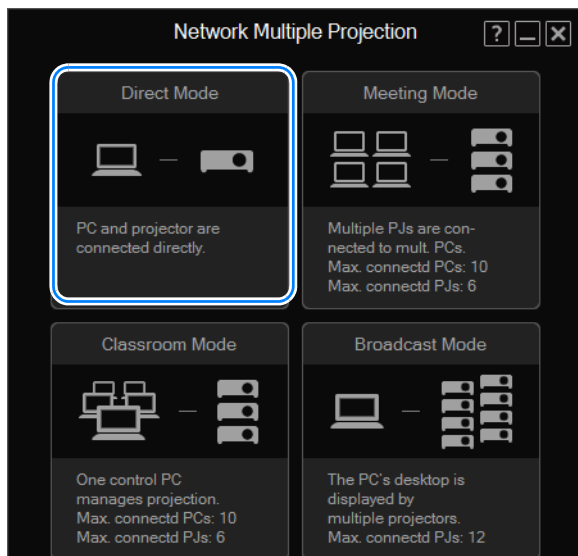 Network Multiple Projection
?
Direct Mode
PC and projector are
connected directly.
Meeting Mode
Multiple PJs are con-
nected to mult. PCs.
Max. connectd PCs: 10
Max. connectd PJs: 6
Classroom Mode
One control PC
manages projection.
Max. connectd PCs: 10
Max. connectd PJs: 6
Broadcast Mode
The PC's desktop is
displayed by
multiple projectors.
Max. connectd PJs: 12